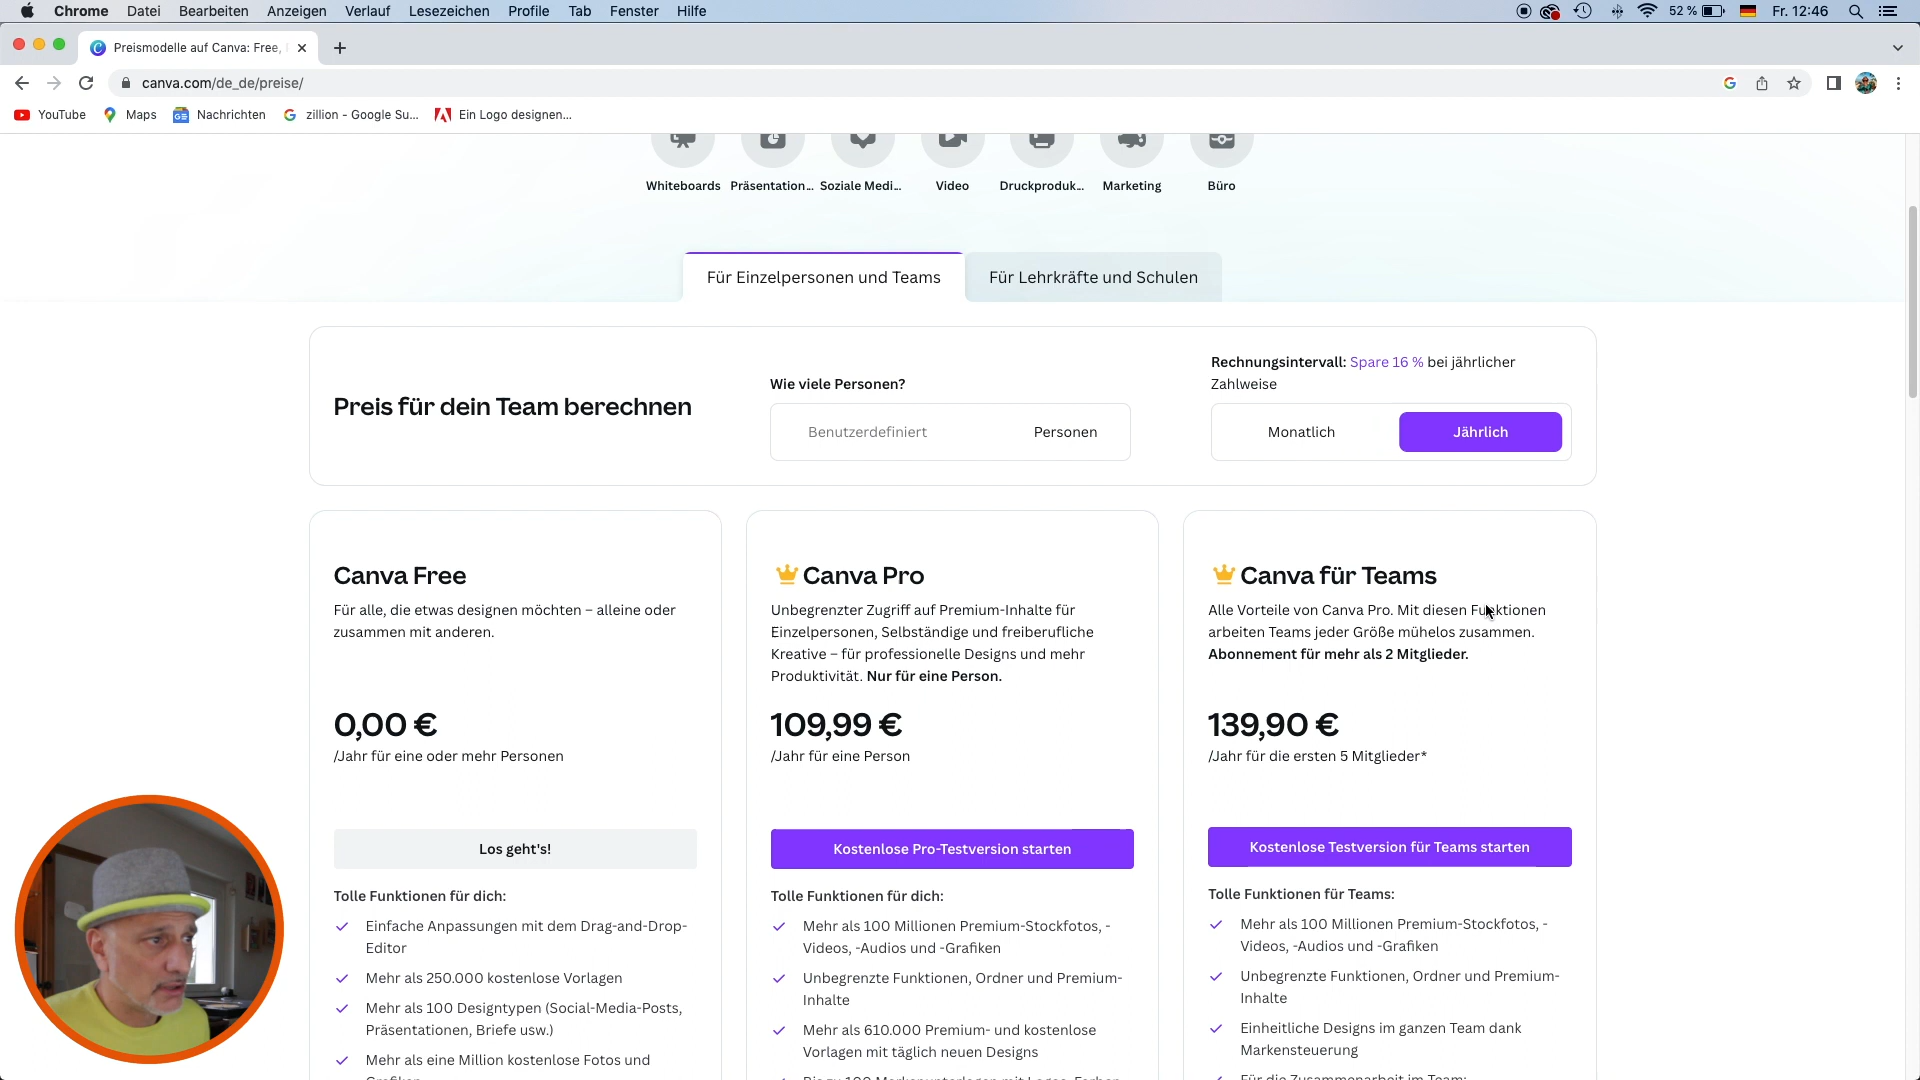 Chrome Datei Bearbeiten Anzeigen Verlauf Lesezeichen Profile Tab Fenster Hilfe 52 % Fr. 12:46
Preismodelle auf Canva: Free,
canva.com/de_de/preise/
YouTube Maps Nachrichten zillion - Google Su... Ein Logo designen...
Whiteboards Präsentation... Soziale Medi... Video Druckproduk... Marketing Büro
Für Einzelpersonen und Teams Für Lehrkräfte und Schulen
Preis für dein Team berechnen
Wie viele Personen?
Benutzerdefiniert Personen
Rechnungsintervall: Spare 16 % bei jährlicher
Zahlweise
Monatlich Jährlich
Canva Free
Für alle, die etwas designen möchten – alleine oder
zusammen mit anderen.
0,00 €
/Jahr für eine oder mehr Personen
Los geht's!
Tolle Funktionen für dich:
Einfache Anpassungen mit dem Drag-and-Drop-
Editor
Mehr als 250.000 kostenlose Vorlagen
Mehr als 100 Designtypen (Social-Media-Posts,
Präsentationen, Briefe usw.)
Mehr als eine Million kostenlose Fotos und
Canva Pro
Unbegrenzter Zugriff auf Premium-Inhalte für
Einzelpersonen, Selbständige und freiberufliche
Kreative – für professionelle Designs und mehr
Produktivität. Nur für eine Person.
109,99 €
/Jahr für eine Person
Kostenlose Pro-Testversion starten
Tolle Funktionen für dich:
Mehr als 100 Millionen Premium-Stockfotos, -
Videos, -Audios und -Grafiken
Unbegrenzte Funktionen, Ordner und Premium-
Inhalte
Mehr als 610.000 Premium- und kostenlose
Vorlagen mit täglich neuen Designs
Canva für Teams
Alle Vorteile von Canva Pro. Mit diesen Funktionen
arbeiten Teams jeder Größe mühelos zusammen.
Abonnement für mehr als 2 Mitglieder.
139,90 €
/Jahr für die ersten 5 Mitglieder*
Kostenlose Testversion für Teams starten
Tolle Funktionen für Teams:
Mehr als 100 Millionen Premium-Stockfotos, -
Videos, -Audios und -Grafiken
Unbegrenzte Funktionen, Ordner und Premium-
Inhalte
Einheitliche Designs im ganzen Team dank
Markensteuerung
Für die Zusammenarbeit im Team: